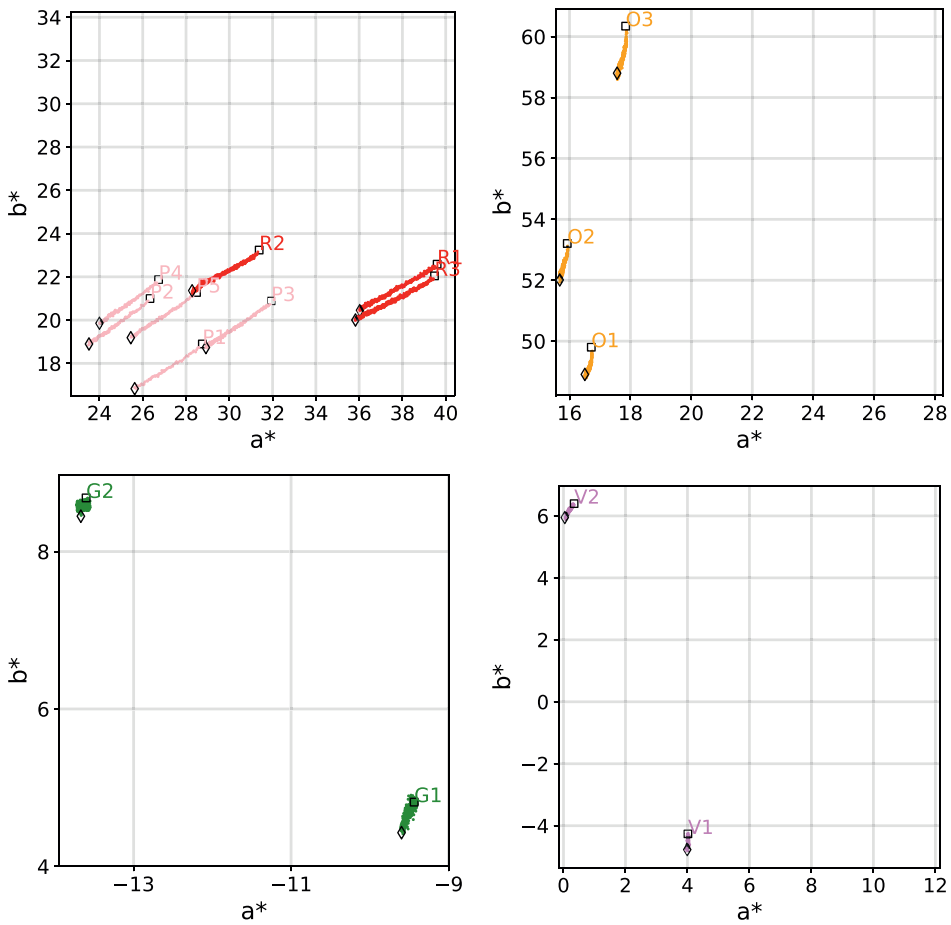 34
32
30
28
26
24
22
20
18
b*
R2
R1
R3
P4
P2
P5
P3
P1
24 26 28 30 32 34 36 38 40
a*
60
58
56
54
52
50
b*
O3
O2
O1
16 18 20 22 24 26 28
a*
8
6
4
b*
G2
G1
−13 −11 −9
a*
6
4
2
0
−2
−4
b*
V2
V1
0 2 4 6 8 10 12
a*